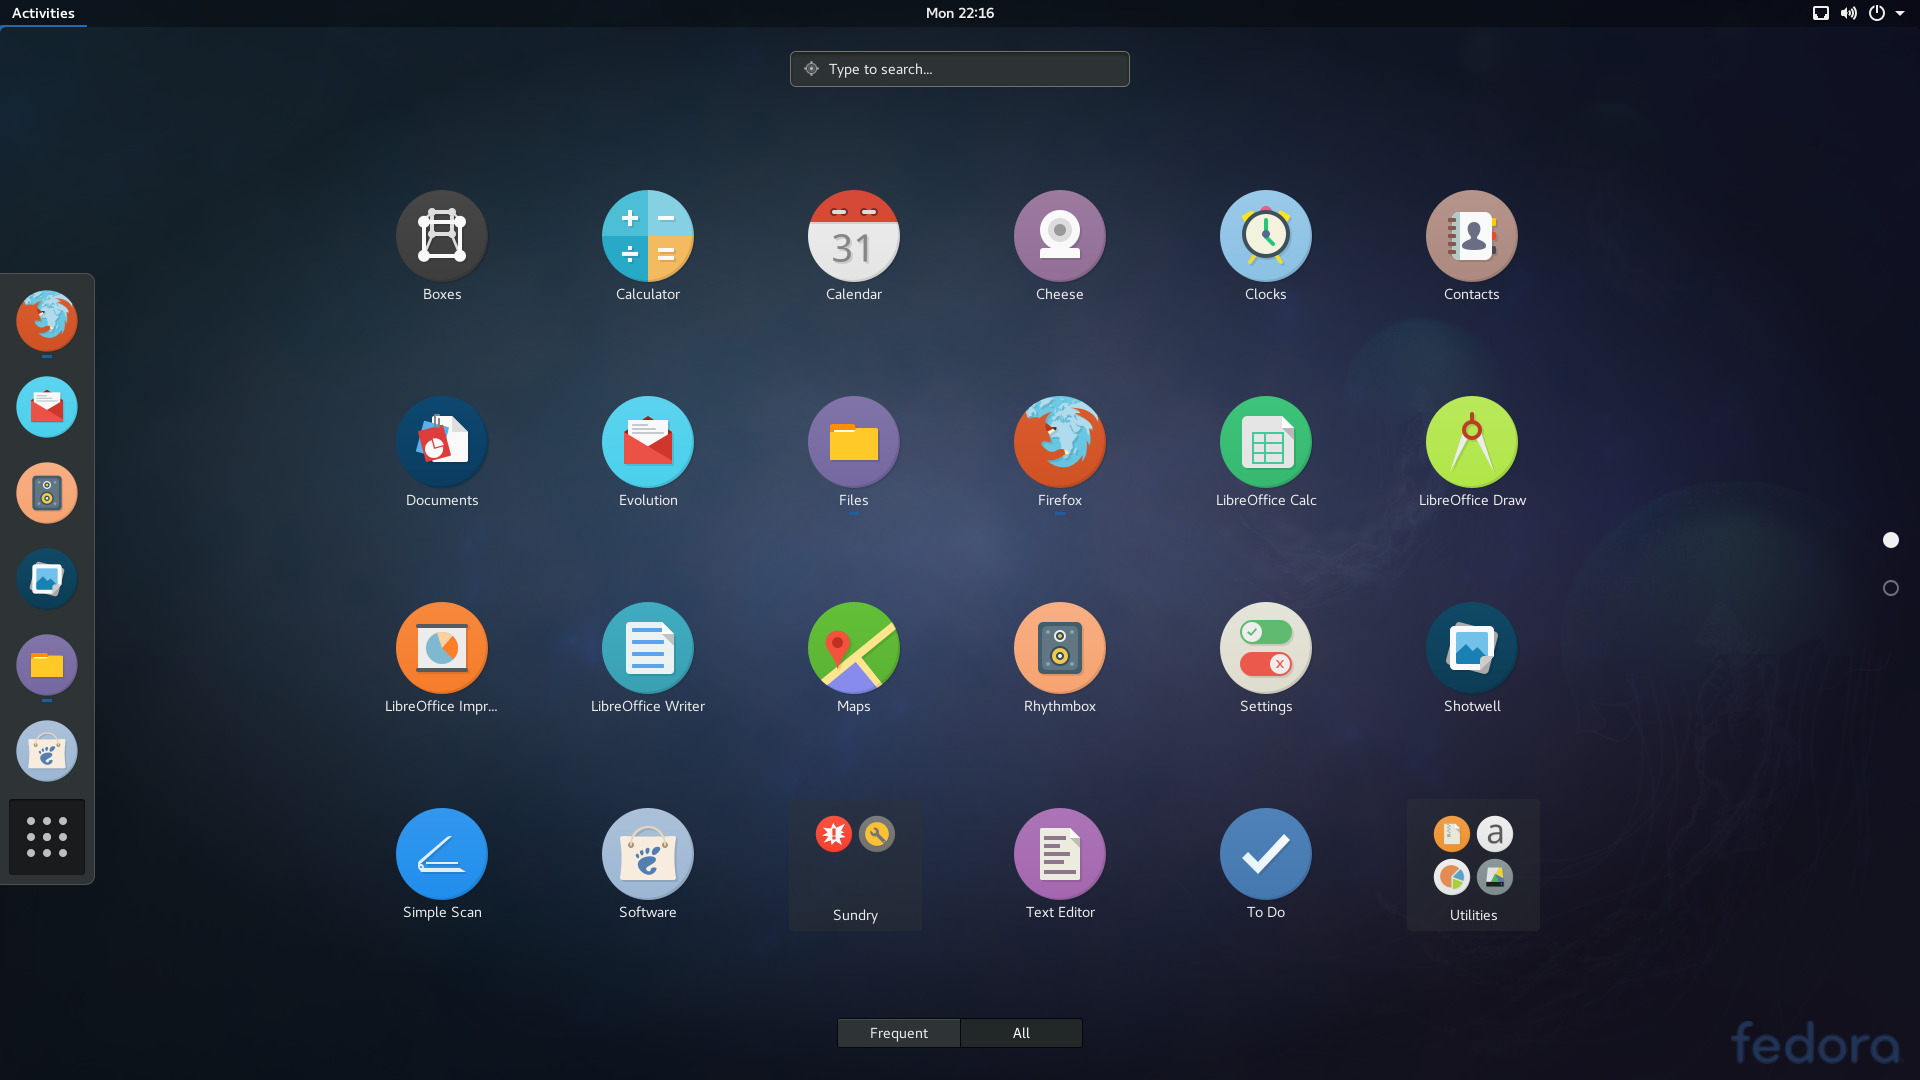 Activities
Mon 22:16
Type to search...
31
Boxes
Calculator
Calendar
Cheese
Clocks
Contacts
Documents
Evolution
Files
Firefox
LibreOffice Calc
LibreOffice Draw
LibreOffice Impr...
LibreOffice Writer
Maps
Rhythmbox
Settings
Shotwell
a
Simple Scan
Software
Sundry
Text Editor
To Do
Utilities
Frequent
All
fedora